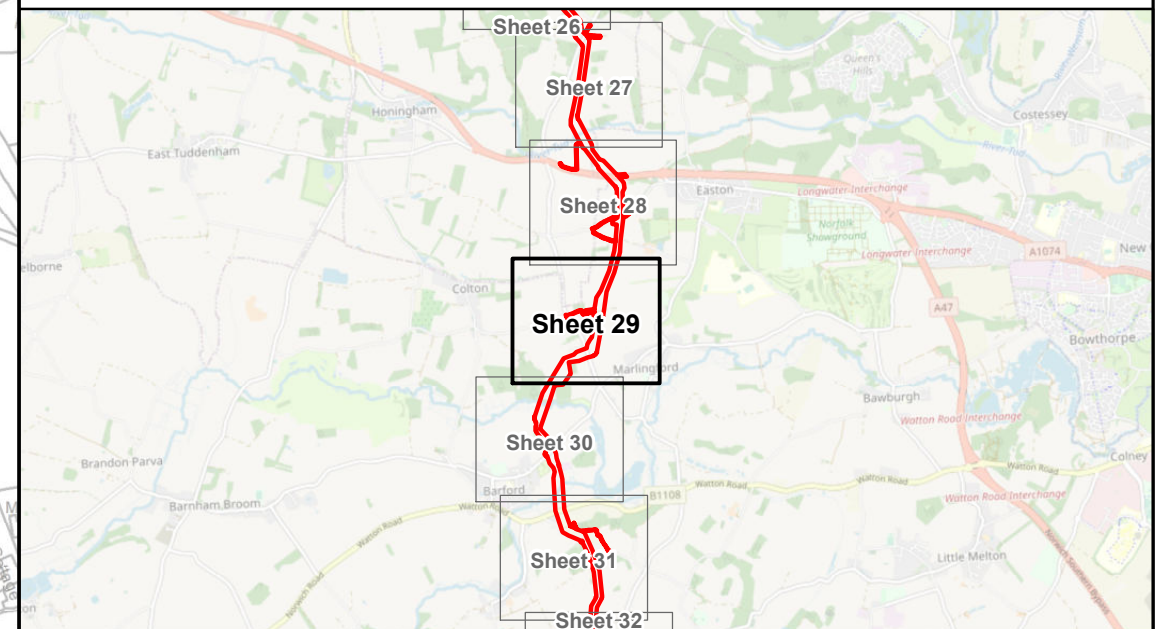 Sheet 26
Queen's
Hills
Sheet 27
Honingham
Costessey
East Tuddenham
River Tud
Easton
Longwater Interchange
Sheet 28
Norfolk
Showground
Longwater Interchange
A1074
New
elborne
Colton
A47
Sheet 29
Bowthorpe
Marlingford
Bawburgh
Watton Road Interchange
Sheet 30
Colney
Brandon Parva
Watton Road
Barford
Watton Road
Watton Road
B1108
Watton Road Interchange
Barnham Broom
Watton Road
Watton Road
Sheet 31
Little Melton
Norwich Southern Bypass
Norwich Road
Sheet 32